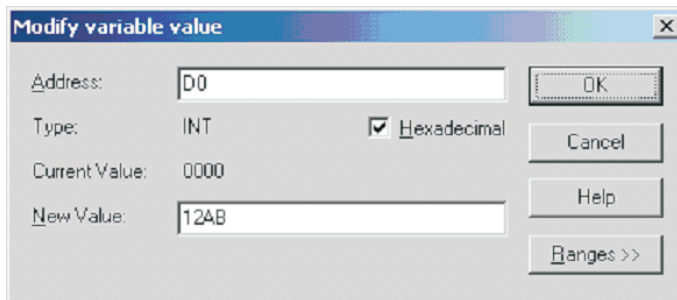 Modify variable value
Address: D0 OK
Type: INT Hexadecimal
Cancel
Current Value: 0000
Help
New Value: 12AB
Ranges >>